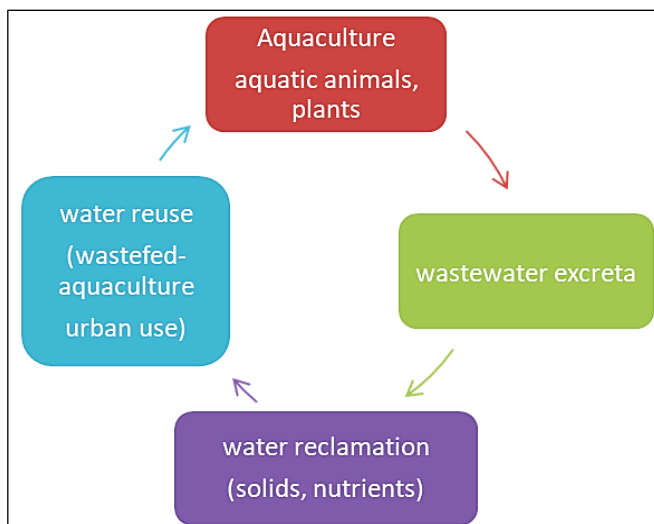 Aquaculture
aquatic animals,
plants
wastewater excreta
water reclamation
(solids, nutrients)
water reuse
(wastefed-
aquaculture
urban use)